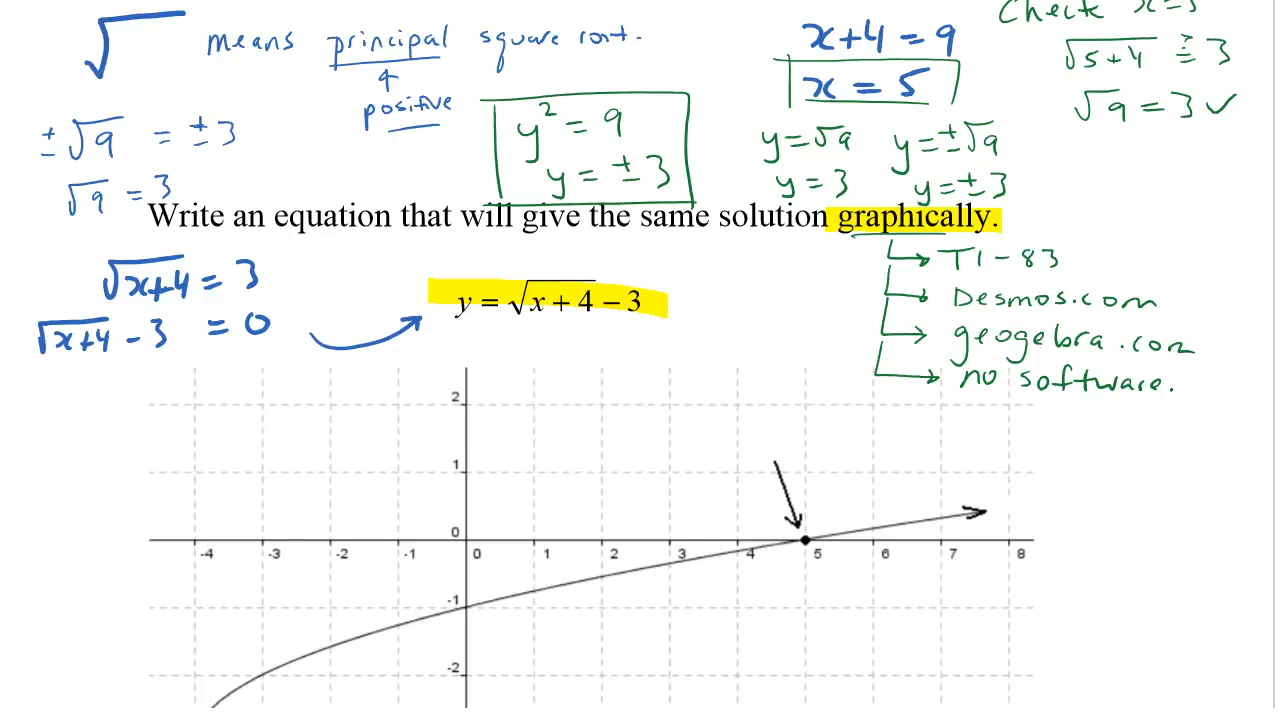 √ means principal square root.
positive
± √9 = ± 3
√9 = 3
y² = 9
y = ± 3
x+4 = 9
x = 5
y = √9 y = ±√9
y = 3 y = ± 3
Check x=5
√5+4 ≟ 3
√9 = 3 ✓
Write an equation that will give the same solution graphically.
√x+4 = 3
√x+4 - 3 = 0
y = √x + 4 − 3
TI-83
Desmos.com
geogebra.com
no software.
2
1
0
-4 -3 -2 -1 0 1 2 3 4 5 6 7 8
-1
-2